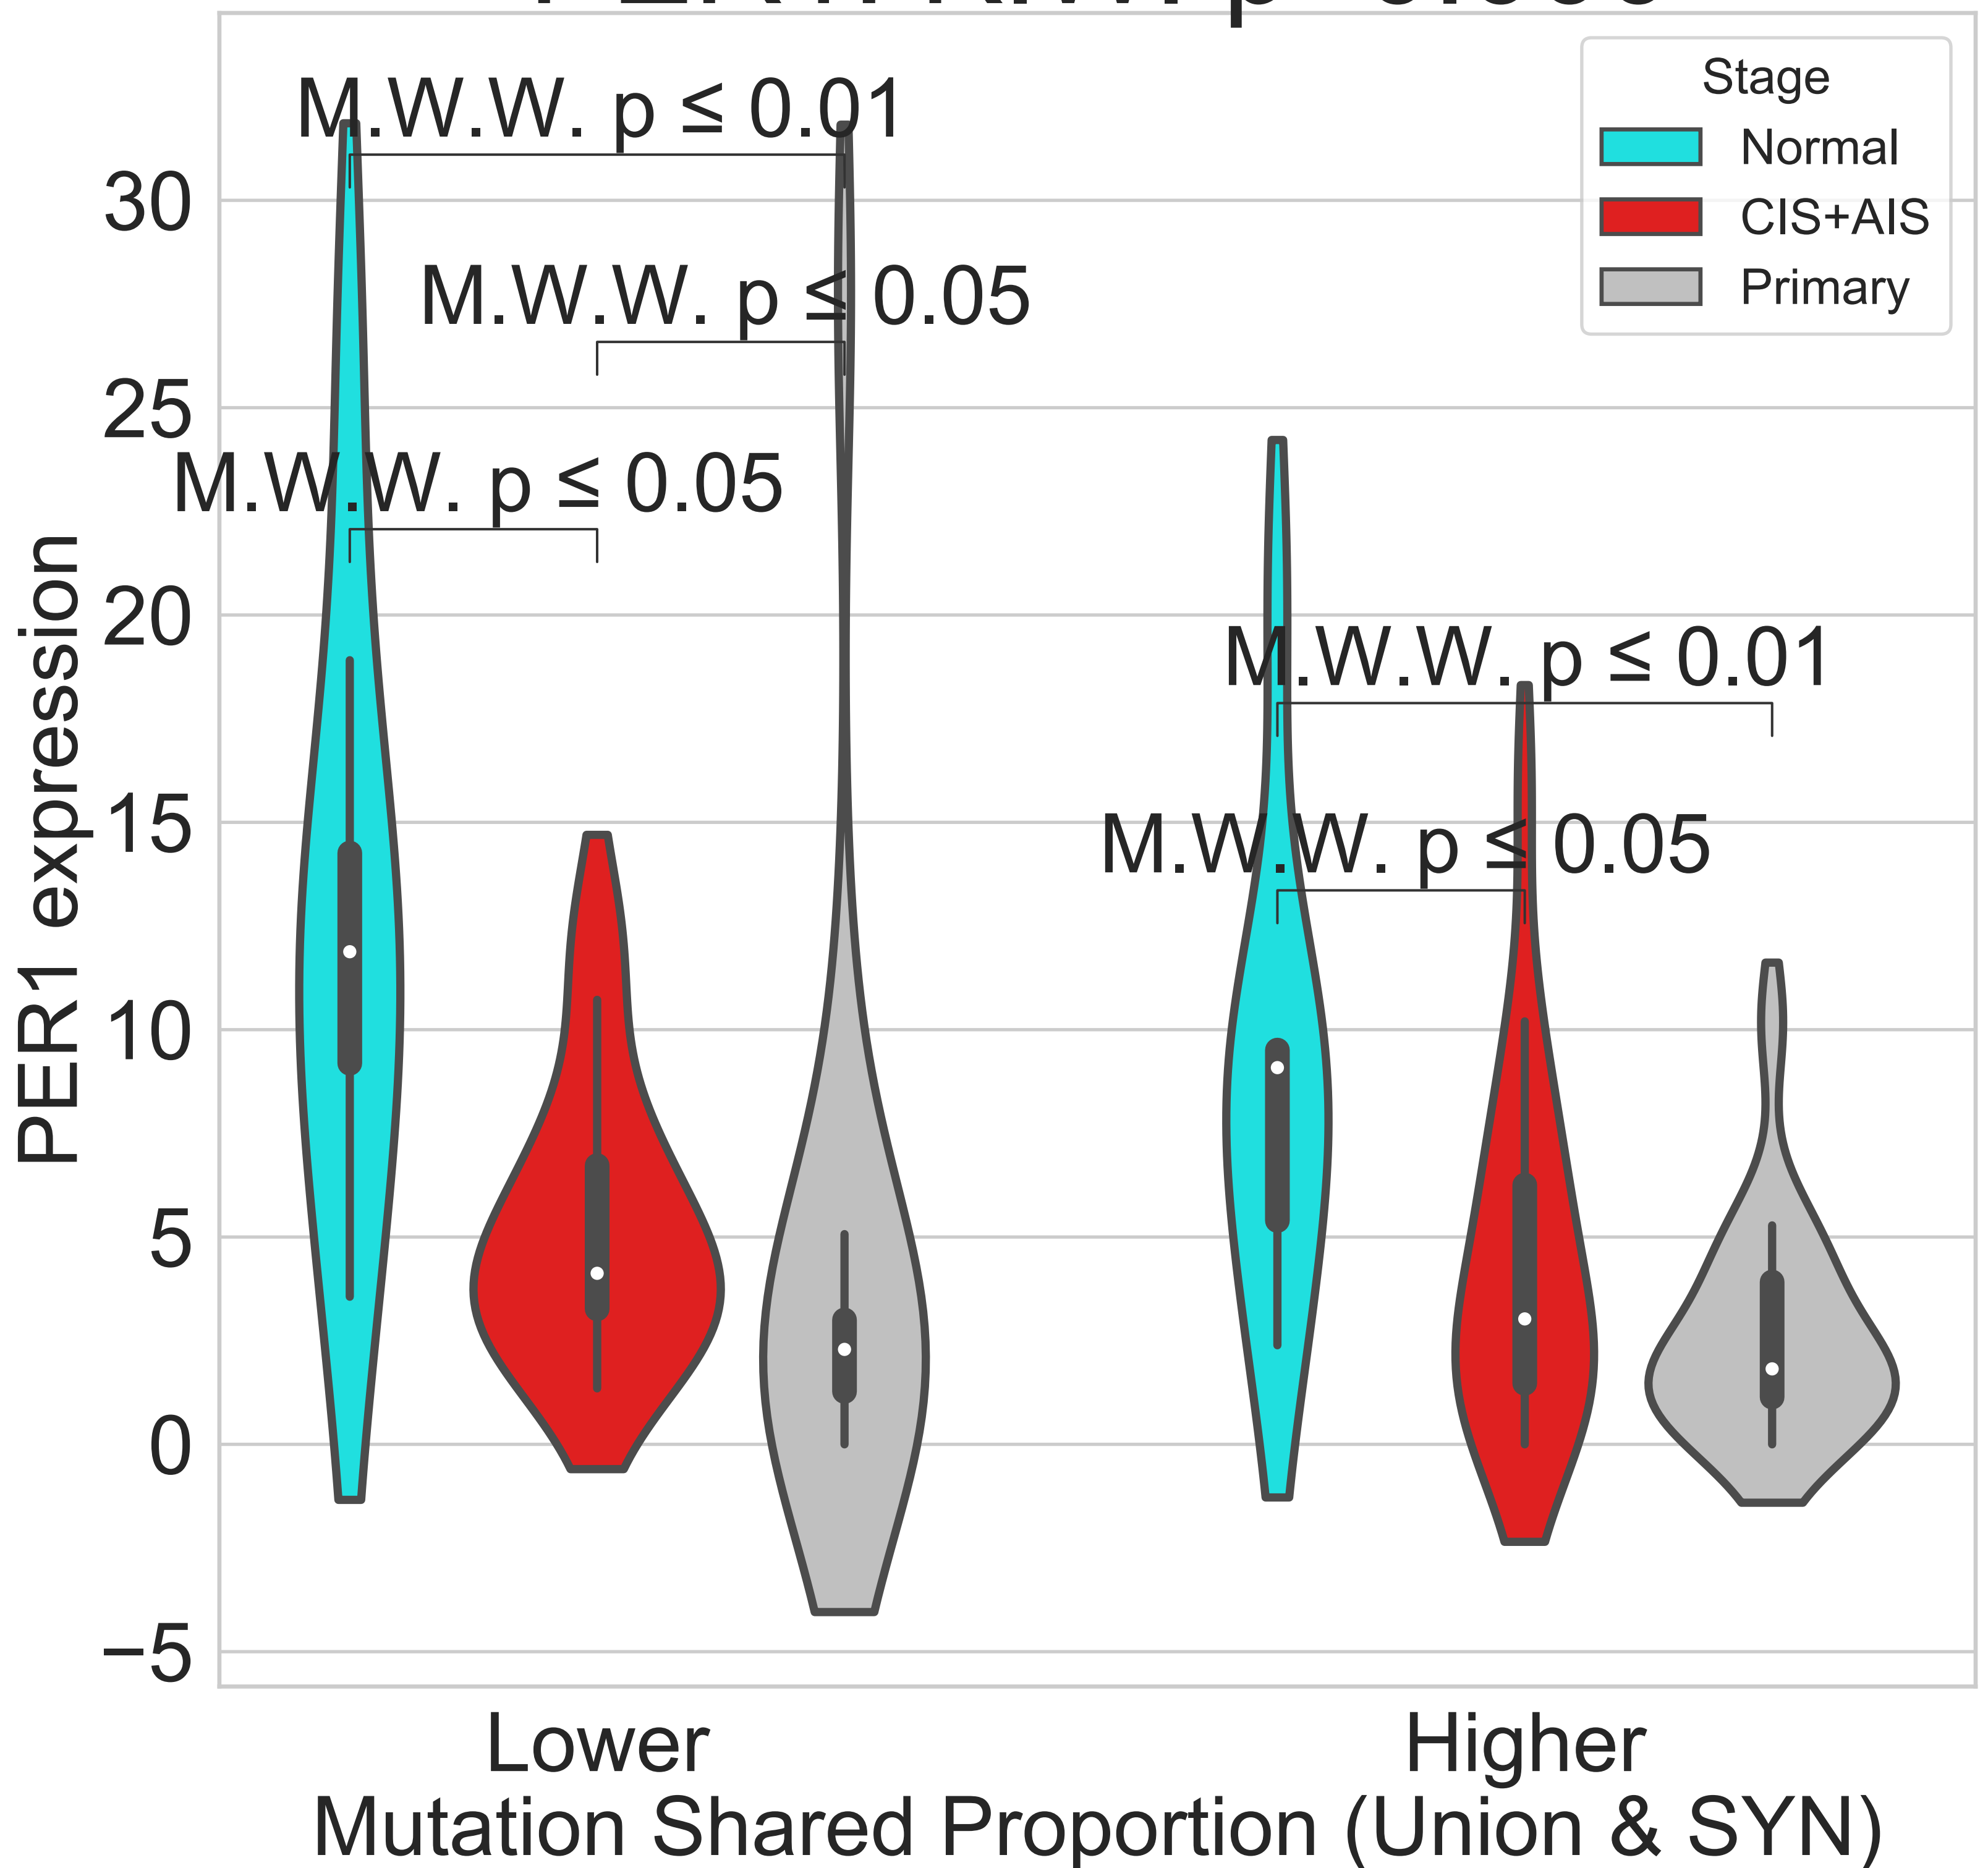 M.W.W. p ≤ 0.01
M.W.W. p ≤ 0.05
M.W.W. p ≤ 0.05
M.W.W. p ≤ 0.01
M.W.W. p ≤ 0.05
Stage
Normal
CIS+AIS
Primary
PER1 expression
30
25
20
15
10
5
0
−5
Lower
Higher
Mutation Shared Proportion (Union & SYN)